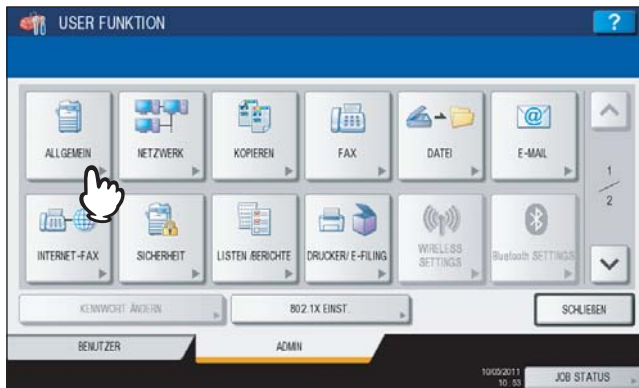 USER FUNKTION
?
ALLGEMEIN NETZWERK KOPIEREN FAX DATEI E-MAIL
1
2
INTERNET-FAX SICHERHEIT LISTEN /BERICHTE DRUCKER/ E-FILING WIRELESS SETTINGS Bluetooth SETTINGS
KENNWORT ÄNDERN 802.1X EINST. SCHLIEßEN
BENUTZER ADMIN
10/03/2011
10 : 53
JOB STATUS